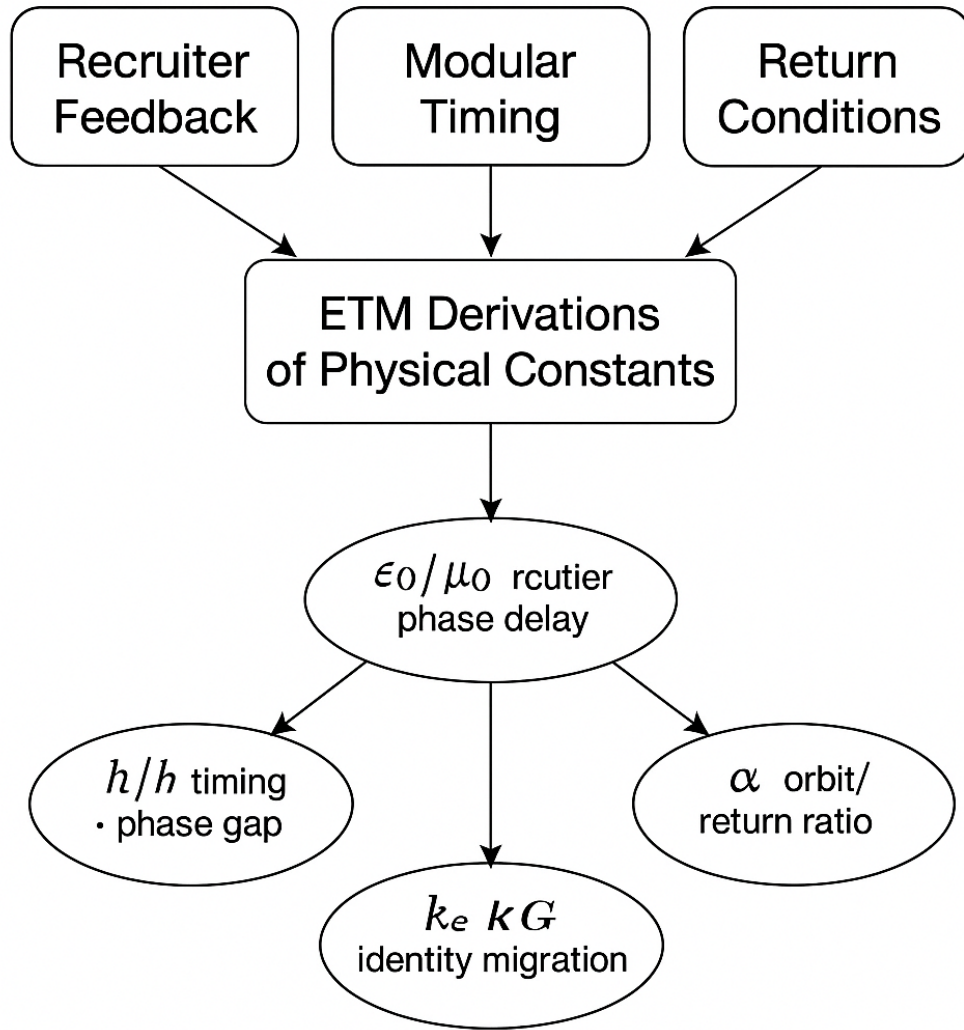 Recruiter
Feedback
Modular
Timing
Return
Conditions
ETM Derivations
of Physical Constants
ϵ0/μ0 rcutier
phase delay
h/h timing
· phase gap
α orbit/
return ratio
ke kG
identity migration